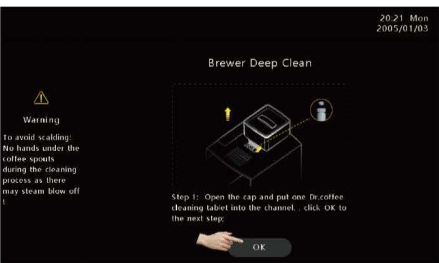 20:21 Mon
2005/01/03
Brewer Deep Clean
Warning
To avoid scalding:
No hands under the
coffee spouts
during the cleaning
process as there
may steam blow off
!
Step 1: Open the cap and put one Dr.coffee
cleaning tablet into the channel. . click OK to
the next step;
OK